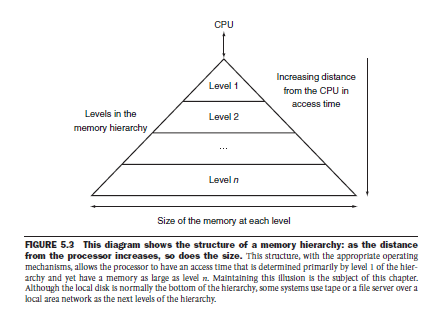 CPU
Level 1
Increasing distance
from the CPU in
access time
Levels in the
memory hierarchy
Level 2
...
Level n
Size of the memory at each level
FIGURE 5.3 This diagram shows the structure of a memory hierarchy: as the distance
from the processor increases, so does the size. This structure, with the appropriate operating
mechanisms, allows the processor to have an access time that is determined primarily by level 1 of the hier-
archy and yet have a memory as large as level n. Maintaining this illusion is the subject of this chapter.
Although the local disk is normally the bottom of the hierarchy, some systems use tape or a file server over a
local area network as the next levels of the hierarchy.